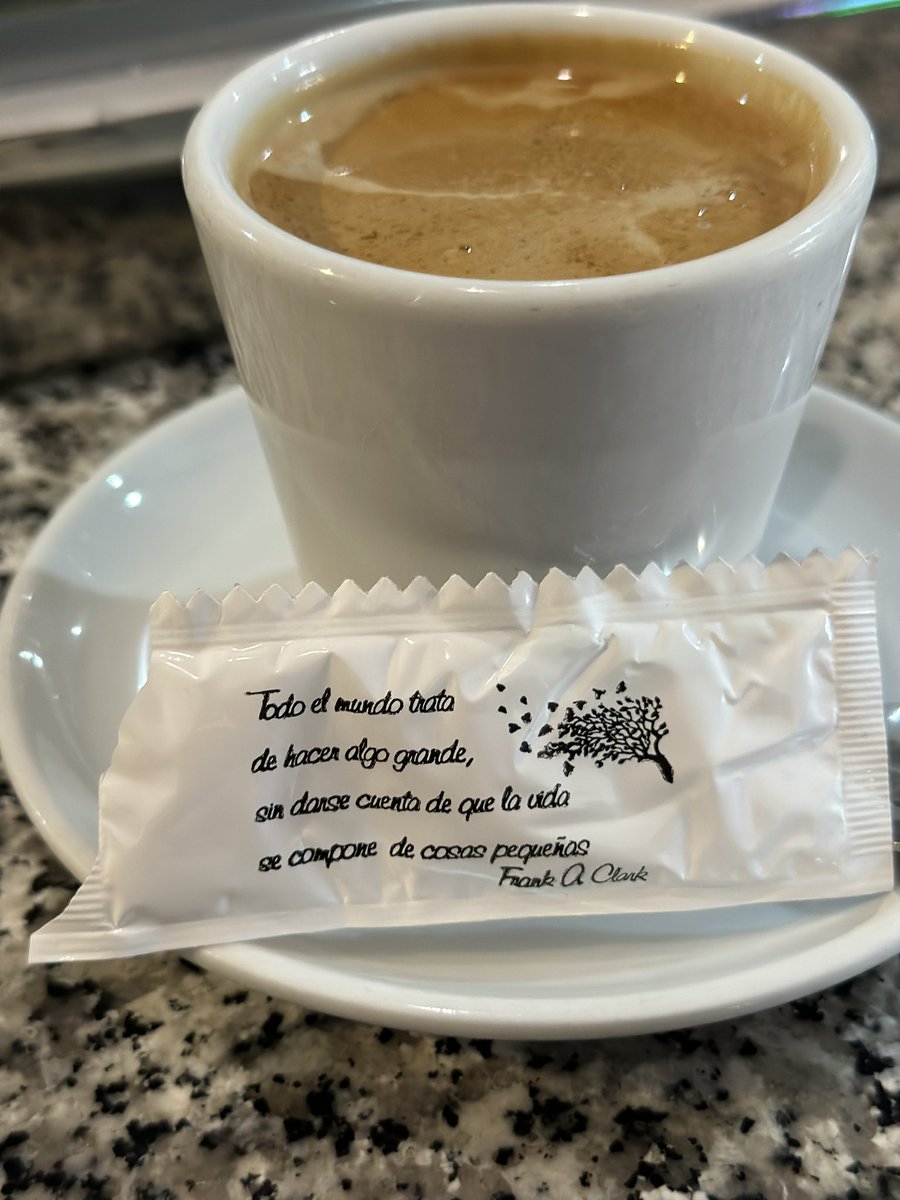 Todo el mundo trata
de hacer algo grande,
sin darse cuenta de que la vida
se compone de cosas pequeñas
Frank A Clark